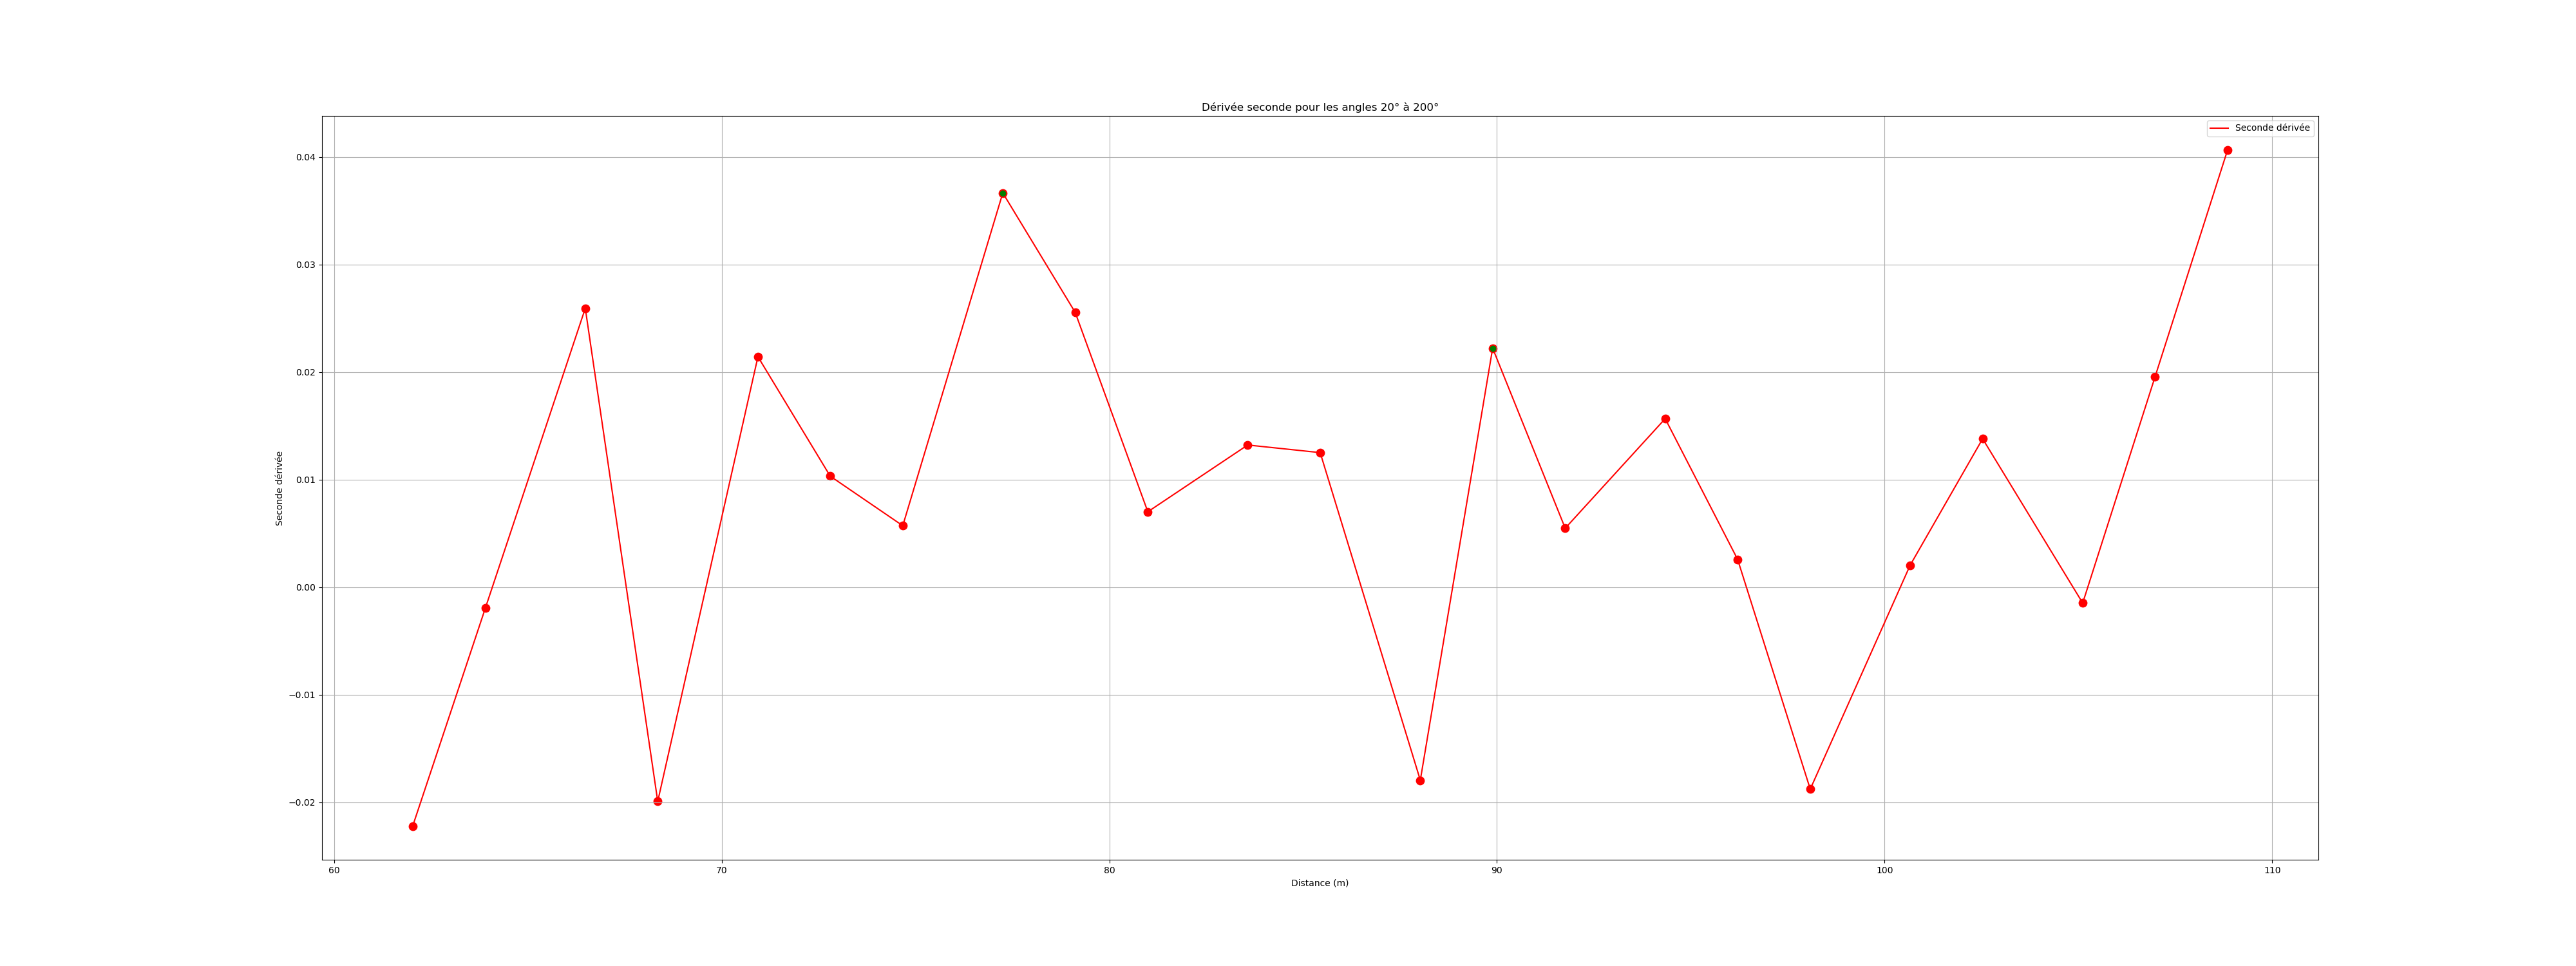 Dérivée seconde pour les angles 20° à 200°
Seconde dérivée
0.04
0.03
0.02
0.01
0.00
−0.01
−0.02
Seconde dérivée
60 70 80 90 100 110
Distance (m)